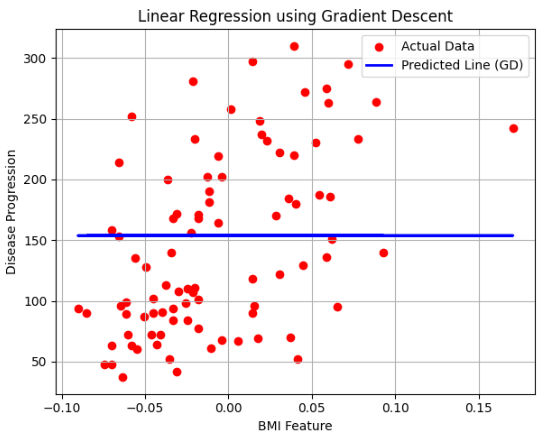 Linear Regression using Gradient Descent
Actual Data
Predicted Line (GD)
300
250
200
150
100
50
Disease Progression
−0.10
−0.05
0.00
0.05
0.10
0.15
BMI Feature